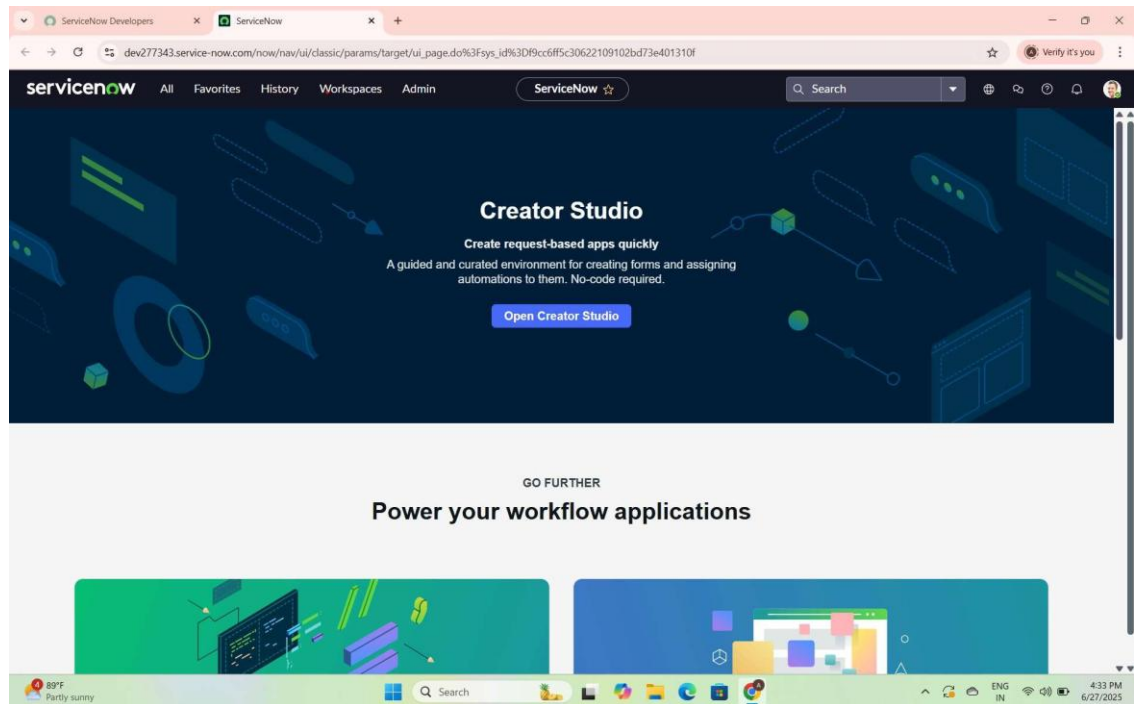 ServiceNow Developers
ServiceNow
dev277343.service-now.com/now/nav/ui/classic/params/target/ui_page.do%3Fsys_id%3Df9cc6ff5c30622109102bd73e401310f
Verify it's you
servicenow
All Favorites History Workspaces Admin
ServiceNow
Search
Creator Studio
Create request-based apps quickly
A guided and curated environment for creating forms and assigning
automations to them. No-code required.
Open Creator Studio
GO FURTHER
Power your workflow applications
4
89°F
Partly sunny
Search
ENG
IN
4:33 PM
6/27/2025